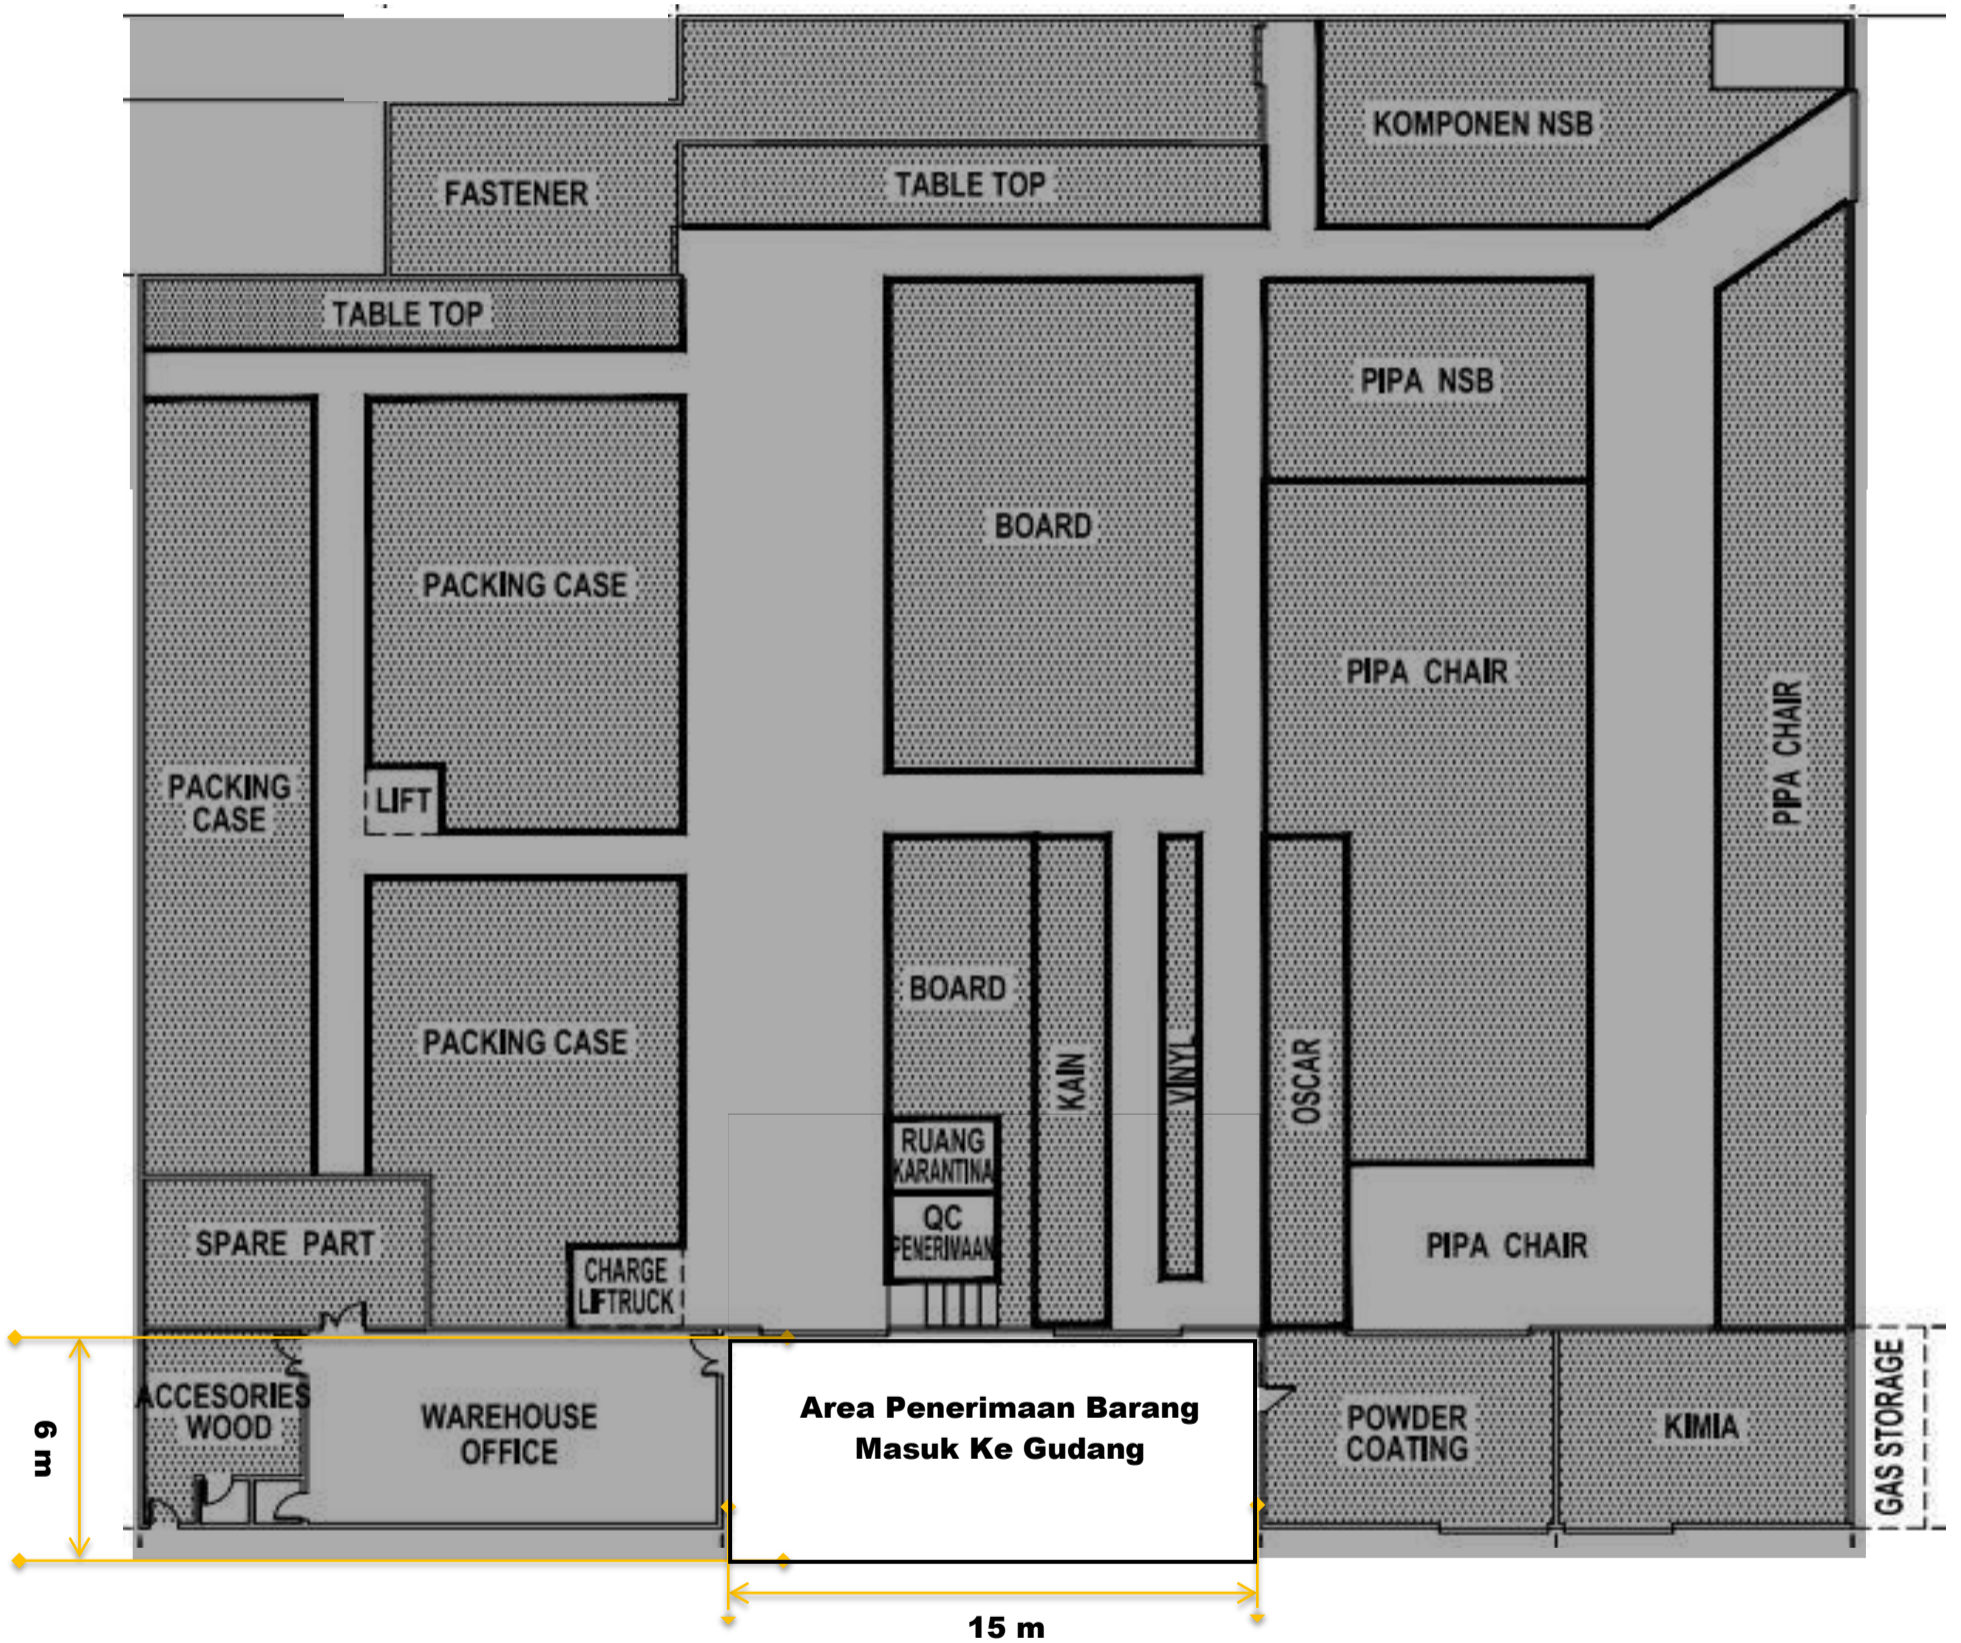 KOMPONEN NSB
FASTENER
TABLE TOP
TABLE TOP
PIPA NSB
BOARD
PACKING CASE
PIPA CHAIR
PIPA CHAIR
PACKING
CASE
LIFT
BOARD
PACKING CASE
KAIN
VINYL
OSCAR
RUANG
KARANTINA
QC
PENERIMAAN
SPARE PART
CHARGE
LIFTRUCK
PIPA CHAIR
ACCESORIES
WOOD
WAREHOUSE
OFFICE
Area Penerimaan Barang
Masuk Ke Gudang
POWDER
COATING
KIMIA
GAS STORAGE
6 m
15 m